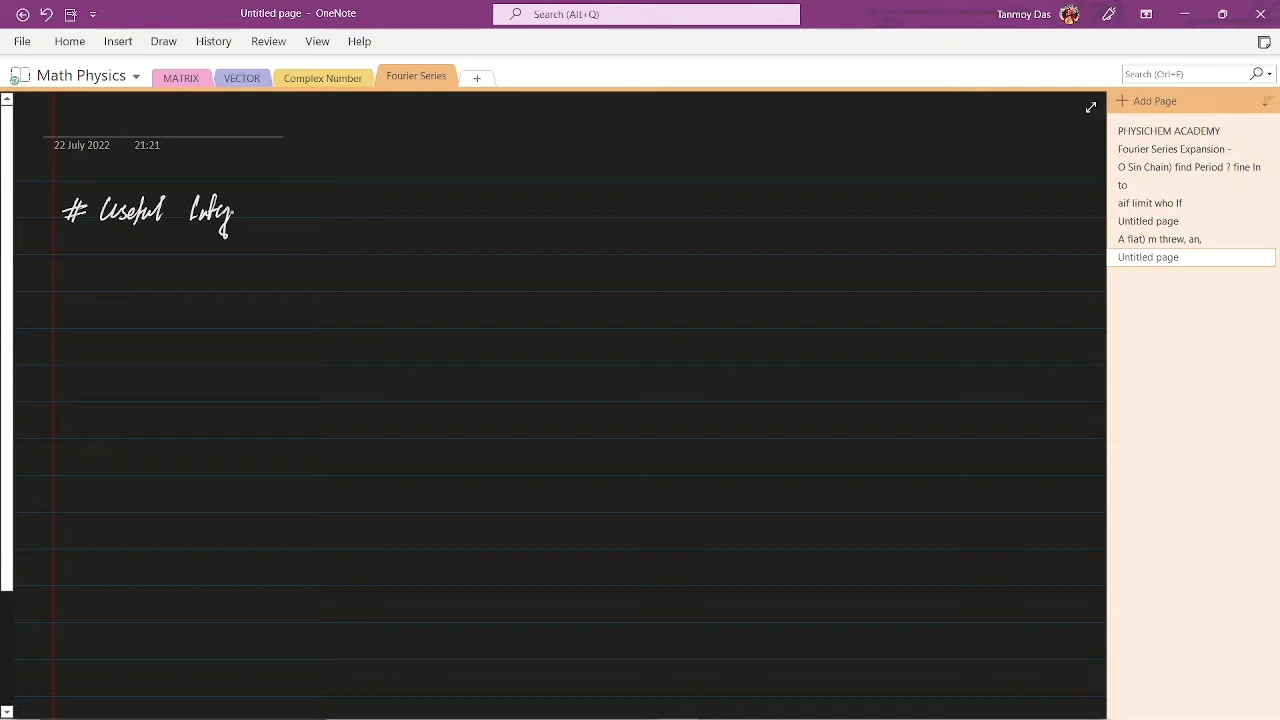 Untitled page - OneNote
Search (Alt+Q)
Tanmoy Das
File Home Insert Draw History Review View Help
Math Physics
MATRIX VECTOR Complex Number Fourier Series +
Search (Ctrl+E)
Add Page
22 July 2022 21:21
# Useful Integ
PHYSICHEM ACADEMY
Fourier Series Expansion -
O Sin Chain) find Period ? fine In
to
aif limit who If
Untitled page
A flat) m threw, an,
Untitled page